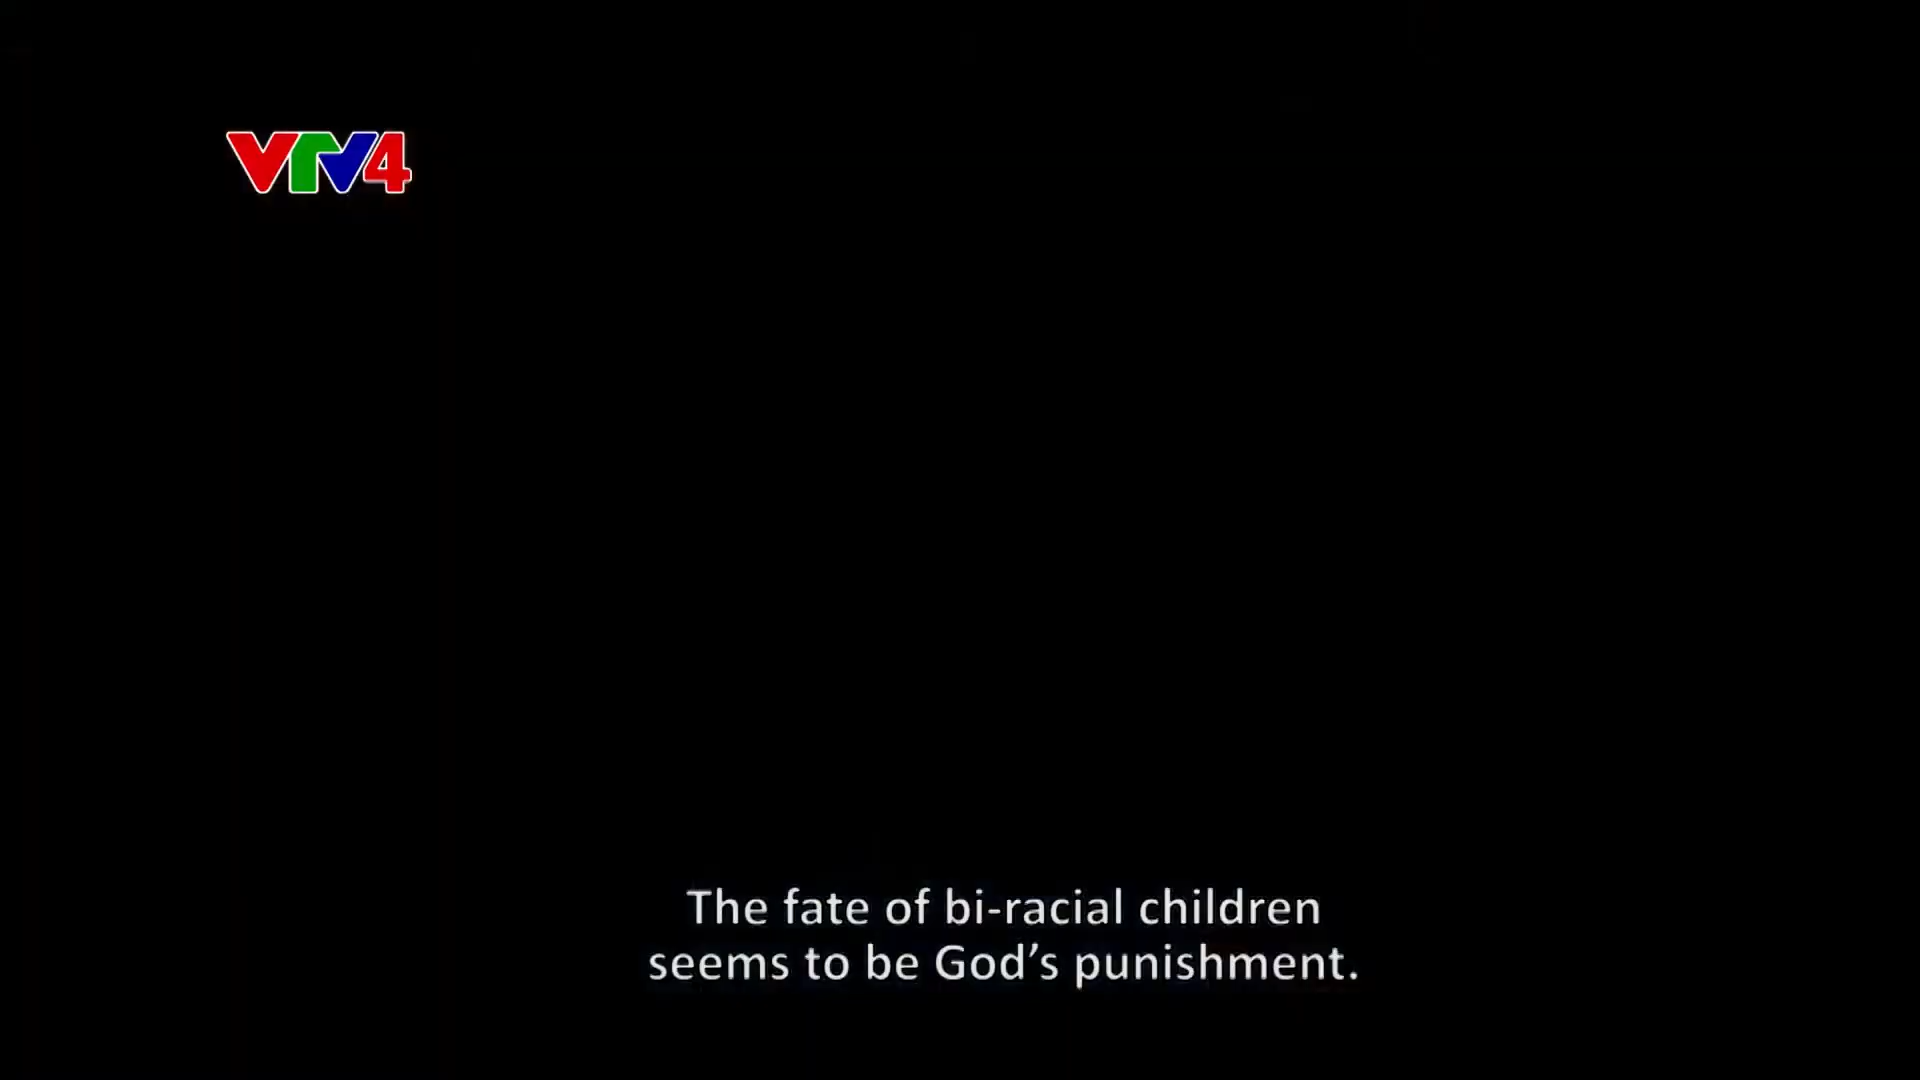 VTV4
The fate of bi-racial children
seems to be God’s punishment.